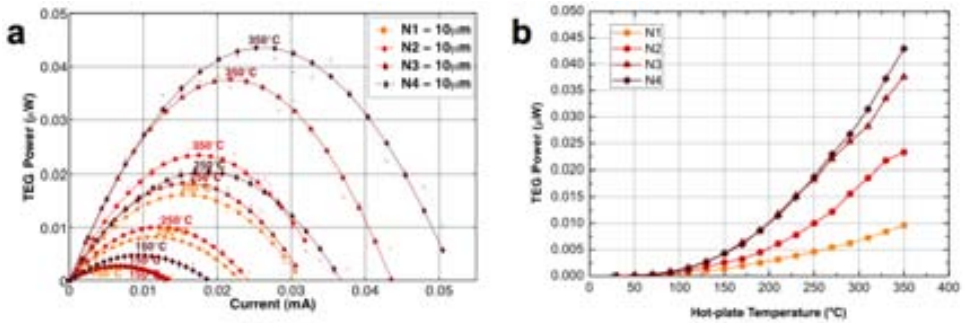 a
0.05
0.04
0.03
0.02
0.01
0
TEG Power (μW)
350°C
350°C
350°C
250°C
250°C
150°C
N1 – 10μm
N2 – 10μm
N3 – 10μm
N4 – 10μm
0
0.01
0.02
0.03
0.04
0.05
Current (mA)
b
0.050
0.045
0.040
0.035
0.030
0.025
0.020
0.015
0.010
0.005
0.000
TEG Power (μW)
N1
N2
N3
N4
0
50
100
150
200
250
300
350
400
Hot-plate Temperature (°C)